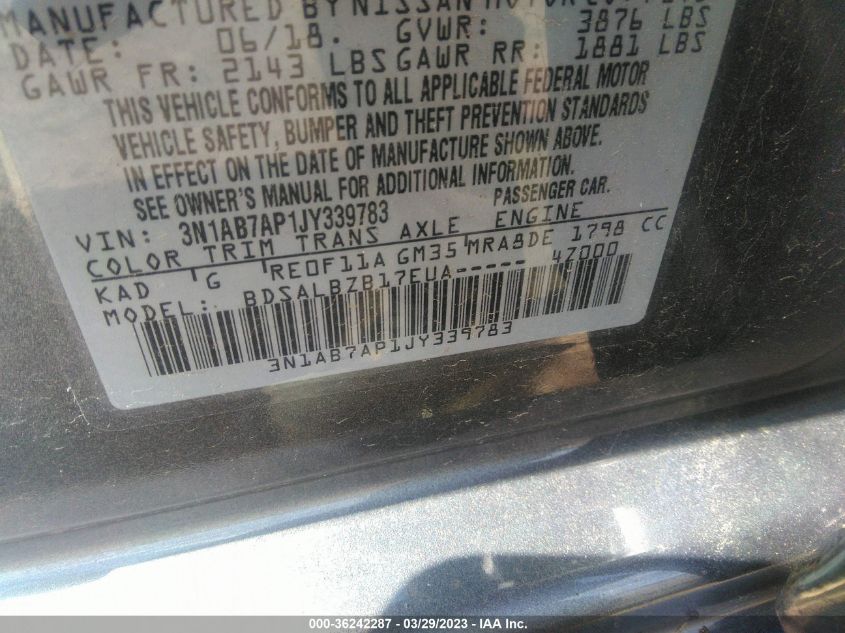 MANUFACTURED BY NISSAN
DATE: 06/18. GVWR: 3876 LBS
GAWR FR: 2143 LBS GAWR RR: 1881 LBS
THIS VEHICLE CONFORMS TO ALL APPLICABLE FEDERAL MOTOR
VEHICLE SAFETY, BUMPER AND THEFT PREVENTION STANDARDS
IN EFFECT ON THE DATE OF MANUFACTURE SHOWN ABOVE.
SEE OWNER'S MANUAL FOR ADDITIONAL INFORMATION.
VIN: 3N1AB7AP1JY339783 PASSENGER CAR.
COLOR TRIM TRANS AXLE ENGINE
KAD G RE0F11A GM35 MRA8DE 1798 CC
MODEL: BDSALBZB17EUA----- 4Z000
3N1AB7AP1JY339783
000-36242287 - 03/29/2023 - IAA Inc.